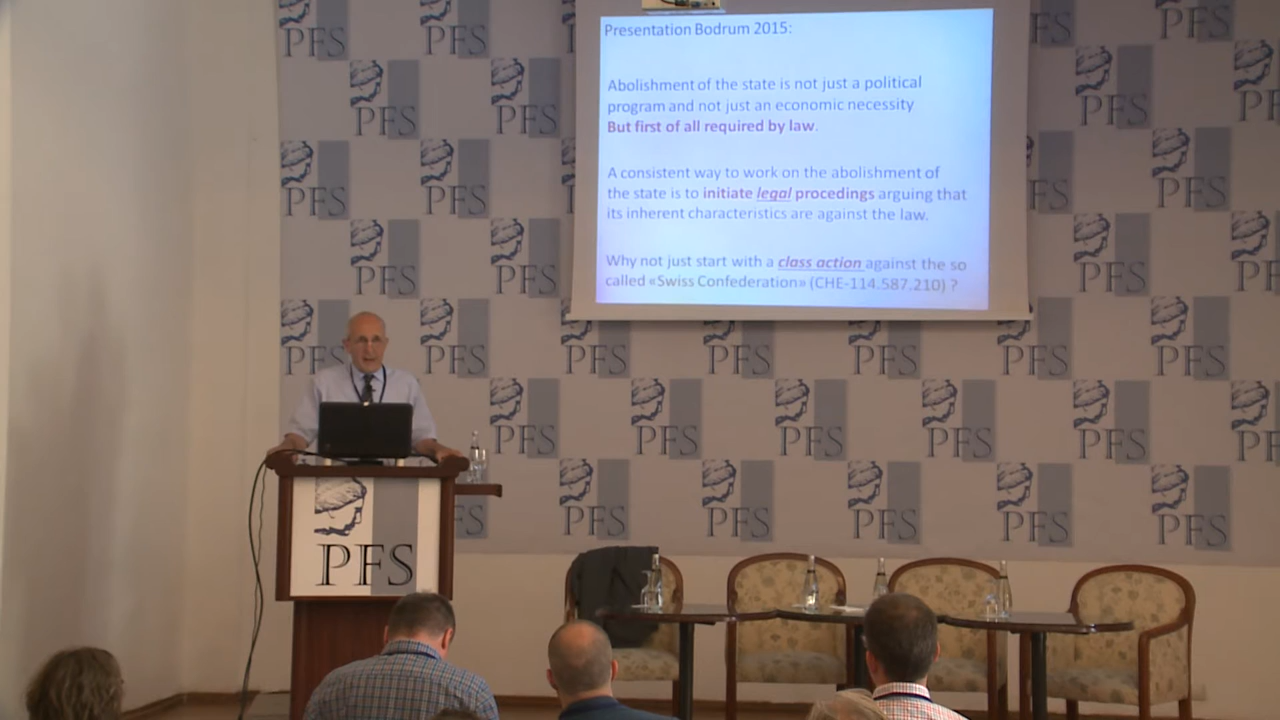 Presentation Bodrum 2015:
Abolishment of the state is not just a political
program and not just an economic necessity
But first of all required by law.
A consistent way to work on the abolishment of
the state is to initiate legal procedings arguing that
its inherent characteristics are against the law.
Why not just start with a class action against the so
called «Swiss Confederation» (CHE-114.587.210) ?
PFS